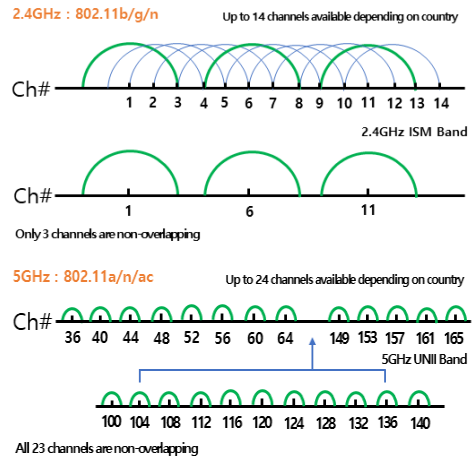 2.4GHz : 802.11b/g/n
Up to 14 channels available depending on country
Ch#
1 2 3 4 5 6 7 8 9 10 11 12 13 14
2.4GHz ISM Band
Ch#
1 6 11
Only 3 channels are non-overlapping
5GHz : 802.11a/n/ac
Up to 24 channels available depending on country
Ch#
36 40 44 48 52 56 60 64 149 153 157 161 165
5GHz UNII Band
100 104 108 112 116 120 124 128 132 136 140
All 23 channels are non-overlapping